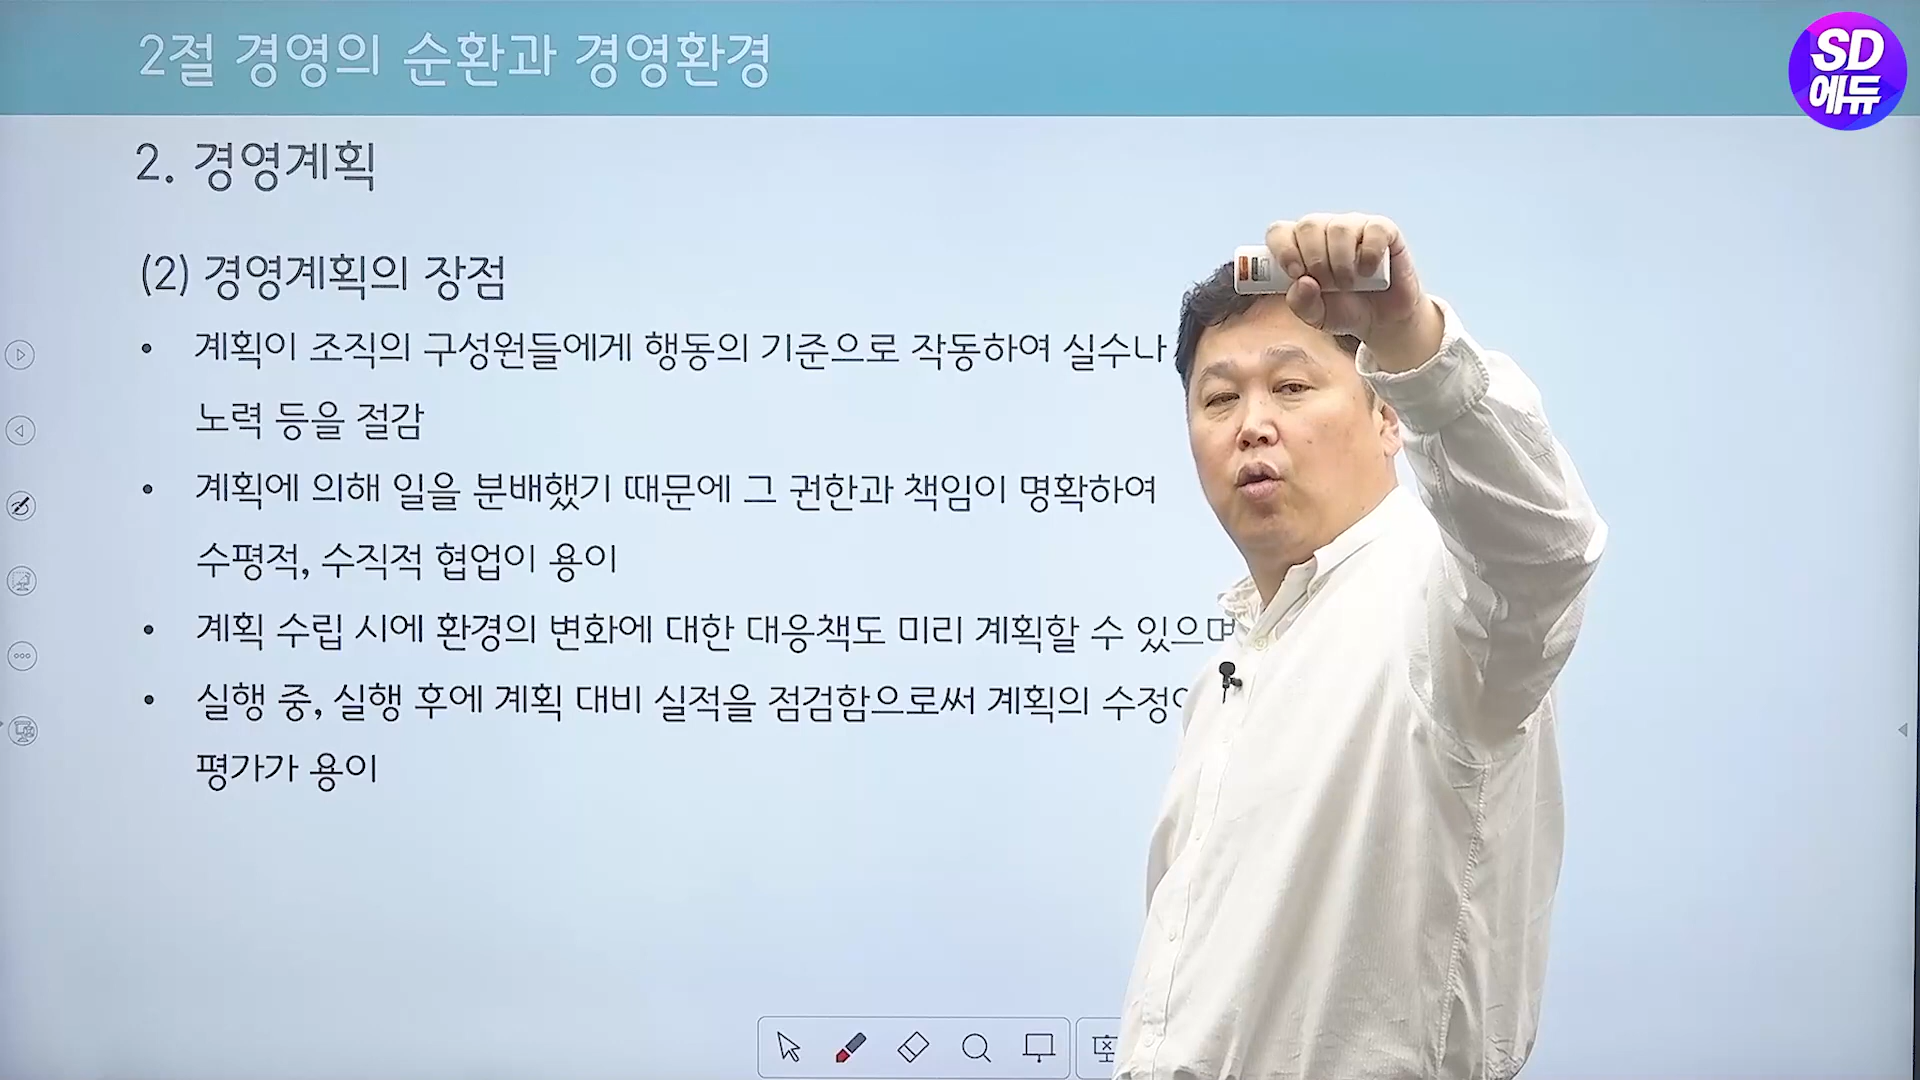 2절 경영의 순환과 경영환경
SD
에듀
2. 경영계획
(2) 경영계획의 장점
• 계획이 조직의 구성원들에게 행동의 기준으로 작동하여 실수나
노력 등을 절감
• 계획에 의해 일을 분배했기 때문에 그 권한과 책임이 명확하여
수평적, 수직적 협업이 용이
• 계획 수립 시에 환경의 변화에 대한 대응책도 미리 계획할 수 있으며
• 실행 중, 실행 후에 계획 대비 실적을 점검함으로써 계획의
평가가 용이